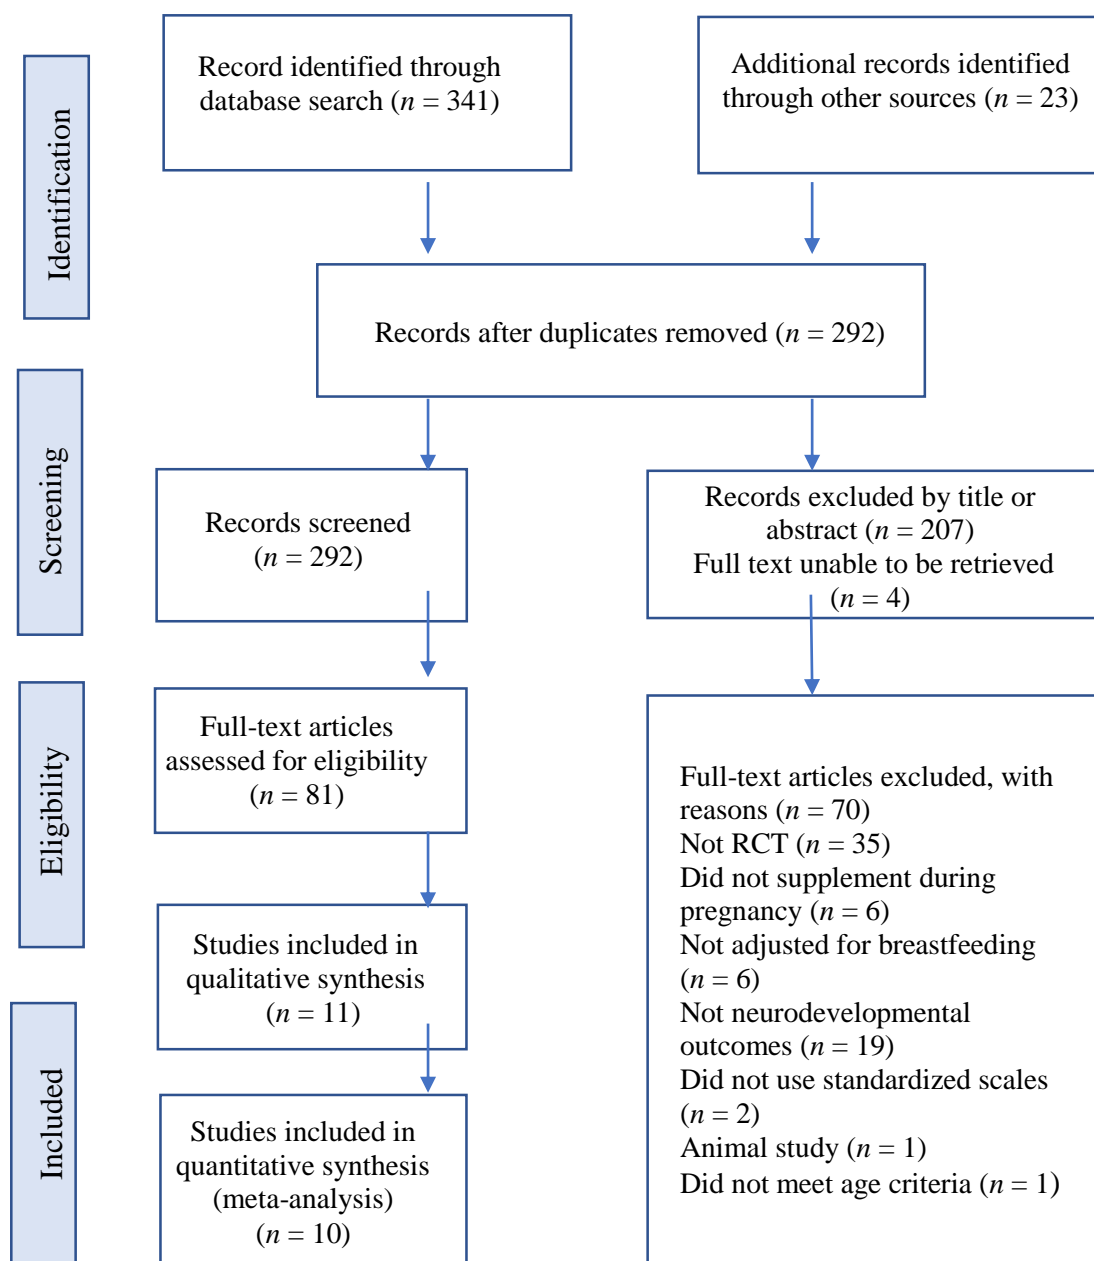 Identification
Record identified through
database search (n = 341)
Additional records identified
through other sources (n = 23)
Records after duplicates removed (n = 292)
Screening
Records screened
(n = 292)
Records excluded by title or
abstract (n = 207)
Full text unable to be retrieved
(n = 4)
Eligibility
Full-text articles
assessed for eligibility
(n = 81)
Full-text articles excluded, with
reasons (n = 70)
Not RCT (n = 35)
Did not supplement during
pregnancy (n = 6)
Not adjusted for breastfeeding
(n = 6)
Not neurodevelopmental
outcomes (n = 19)
Did not use standardized scales
(n = 2)
Animal study (n = 1)
Did not meet age criteria (n = 1)
Studies included in
qualitative synthesis
(n = 11)
Included
Studies included in
quantitative synthesis
(meta-analysis)
(n = 10)